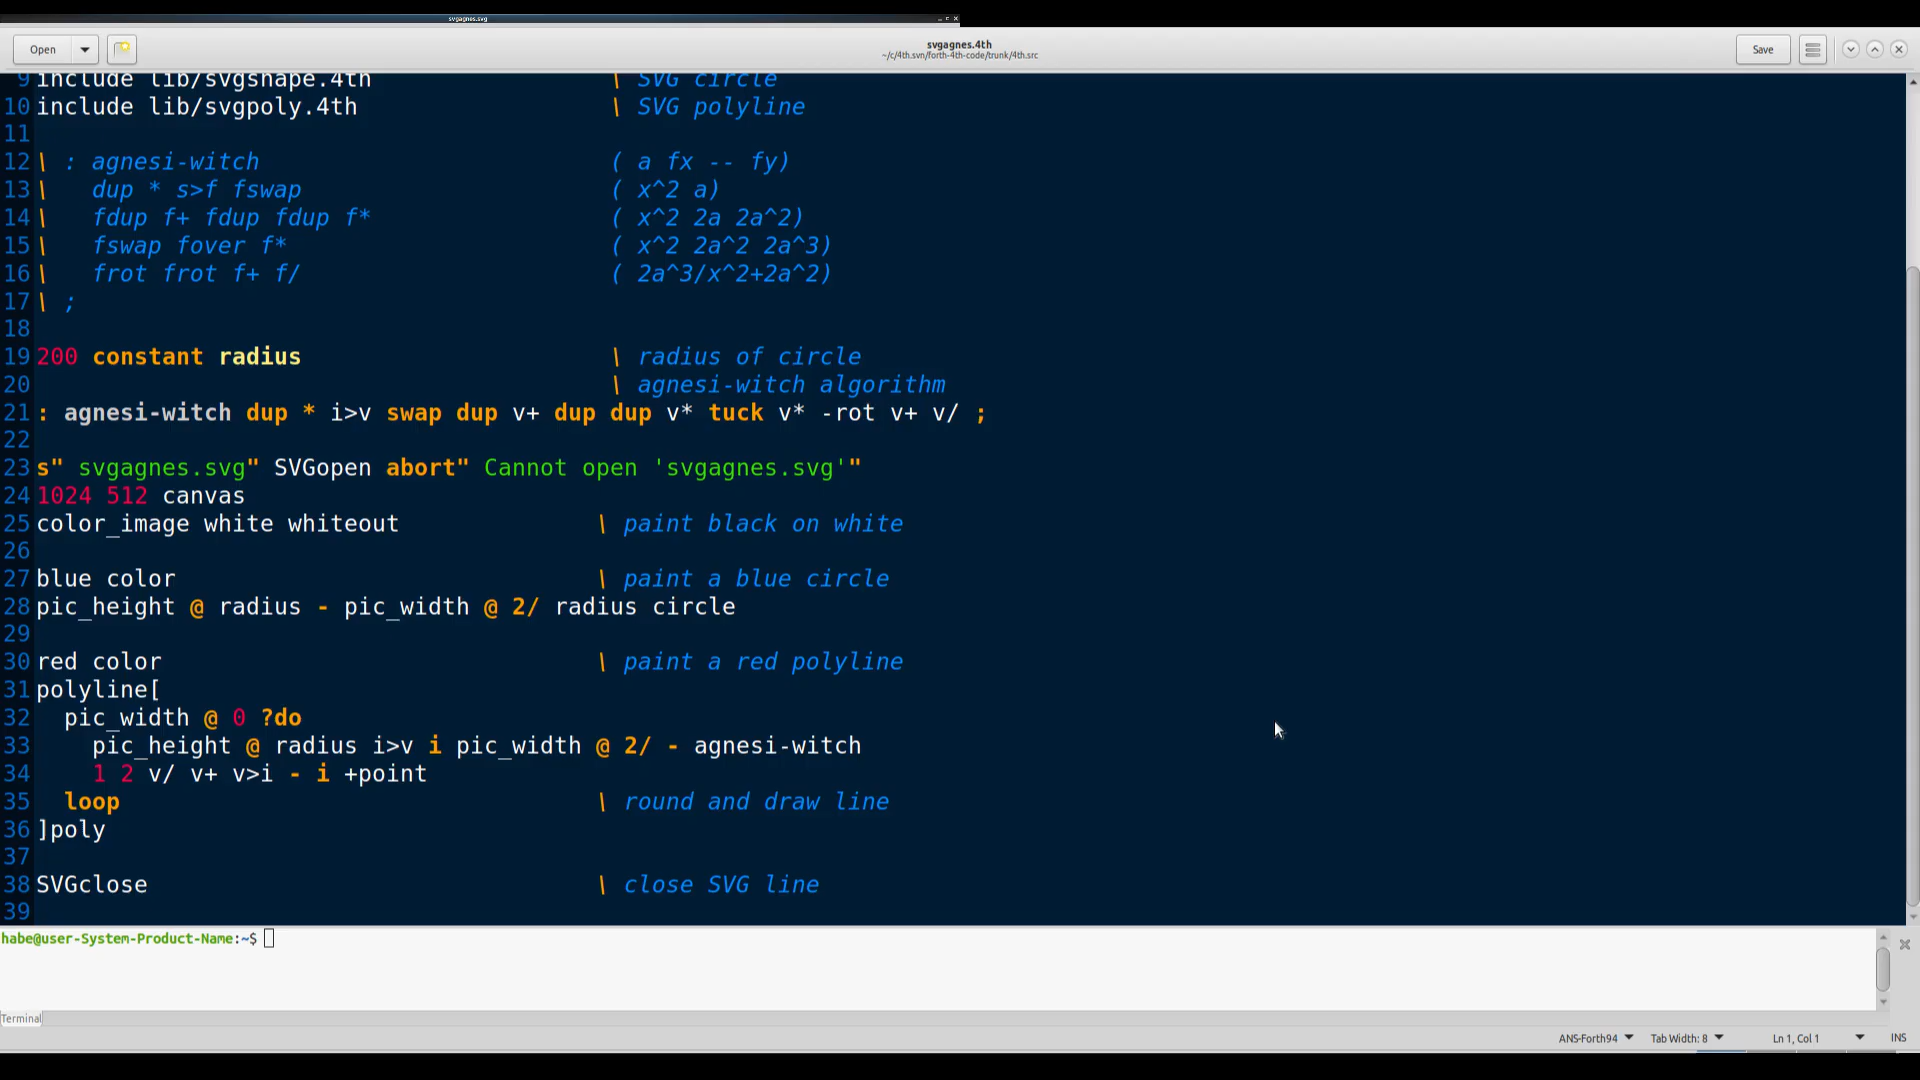 svgagnes.svg
Open
svgagnes.4th
~/c/4th.svn/forth-4th-code/trunk/4th.src
Save
9 include lib/svgshape.4th \ SVG circle
10 include lib/svgpoly.4th \ SVG polyline
11
12 \ : agnesi-witch ( a fx -- fy)
13 \ dup * s>f fswap ( x^2 a)
14 \ fdup f+ fdup fdup f* ( x^2 2a 2a^2)
15 \ fswap fover f* ( x^2 2a^2 2a^3)
16 \ frot frot f+ f/ ( 2a^3/x^2+2a^2)
17 \ ;
18
19 200 constant radius \ radius of circle
20 \ agnesi-witch algorithm
21 : agnesi-witch dup * i>v swap dup v+ dup dup v* tuck v* -rot v+ v/ ;
22
23 s" svgagnes.svg" SVGopen abort" Cannot open 'svgagnes.svg'"
24 1024 512 canvas
25 color_image white whiteout \ paint black on white
26
27 blue color \ paint a blue circle
28 pic_height @ radius - pic_width @ 2/ radius circle
29
30 red color \ paint a red polyline
31 polyline[
32 pic_width @ 0 ?do
33 pic_height @ radius i>v i pic_width @ 2/ - agnesi-witch
34 1 2 v/ v+ v>i - i +point
35 loop \ round and draw line
36 ]poly
37
38 SVGclose \ close SVG line
39
habe@user-System-Product-Name:~$
Terminal
ANS-Forth94 Tab Width: 8 Ln 1, Col 1 INS